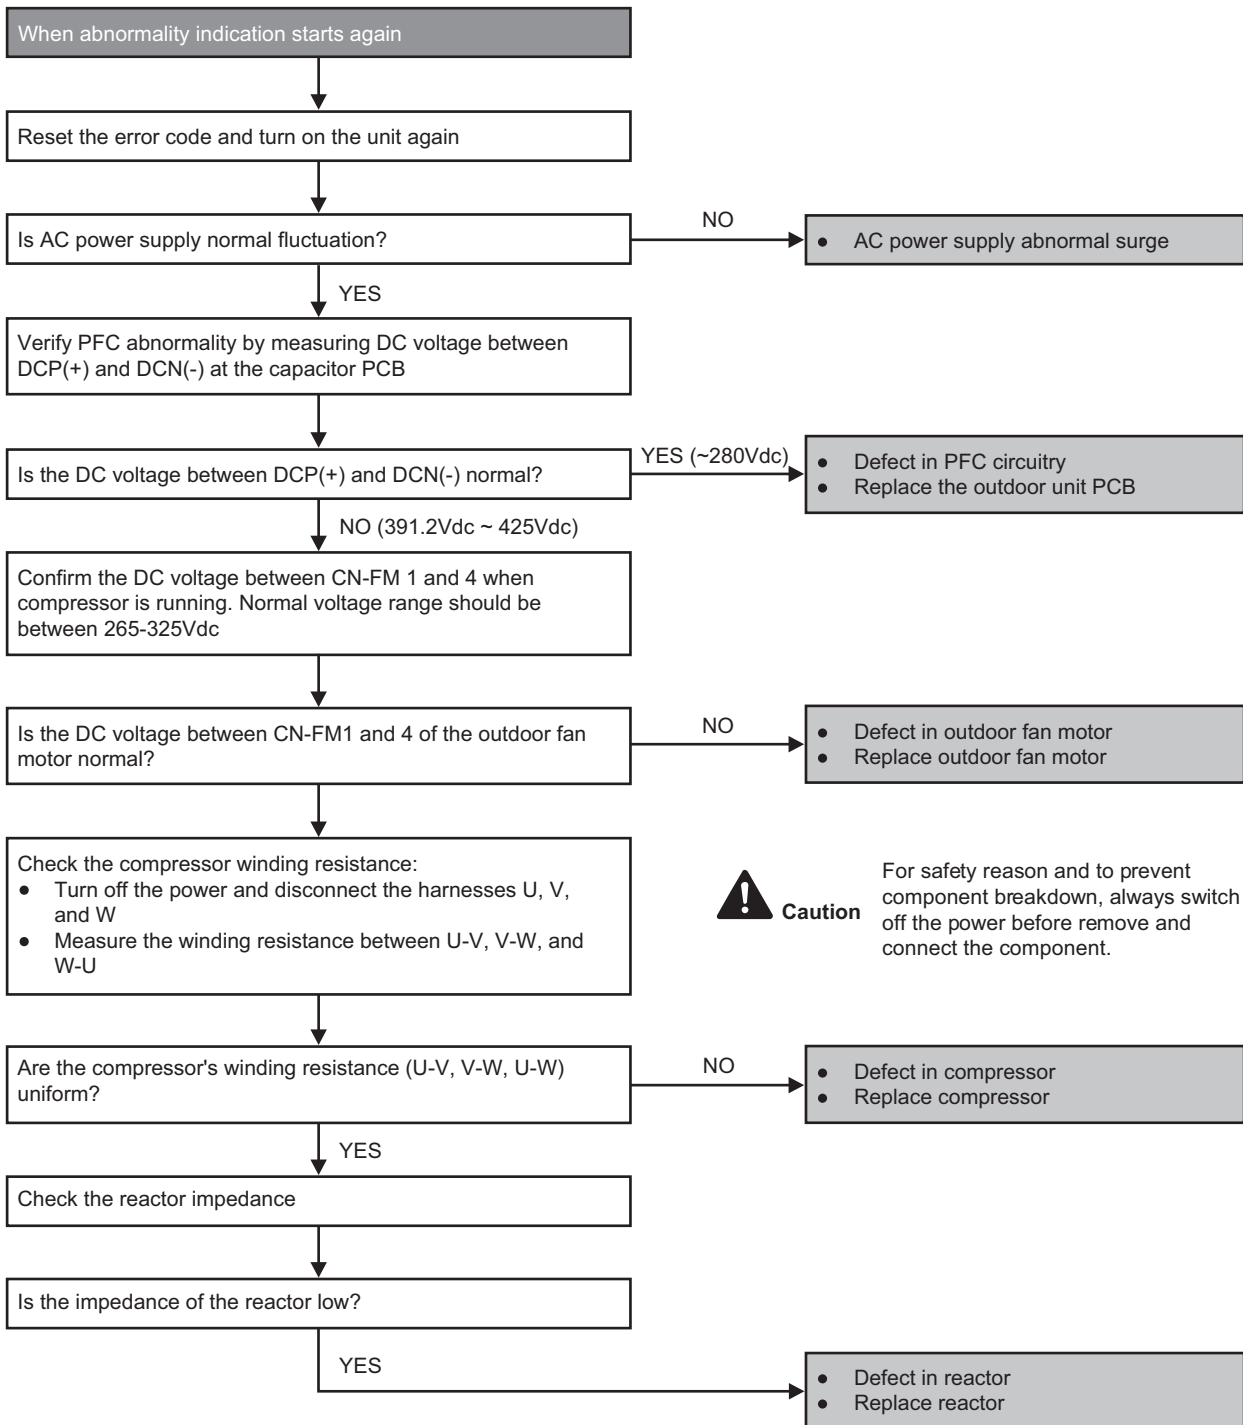 When abnormality indication starts again
Reset the error code and turn on the unit again
Is AC power supply normal fluctuation?
NO
● AC power supply abnormal surge
YES
Verify PFC abnormality by measuring DC voltage between
DCP(+) and DCN(-) at the capacitor PCB
Is the DC voltage between DCP(+) and DCN(-) normal?
YES (~280Vdc)
● Defect in PFC circuitry
● Replace the outdoor unit PCB
NO (391.2Vdc ~ 425Vdc)
Confirm the DC voltage between CN-FM 1 and 4 when
compressor is running. Normal voltage range should be
between 265-325Vdc
Is the DC voltage between CN-FM1 and 4 of the outdoor fan
motor normal?
NO
● Defect in outdoor fan motor
● Replace outdoor fan motor
Check the compressor winding resistance:
● Turn off the power and disconnect the harnesses U, V,
and W
● Measure the winding resistance between U-V, V-W, and
W-U
Caution
For safety reason and to prevent
component breakdown, always switch
off the power before remove and
connect the component.
Are the compressor's winding resistance (U-V, V-W, U-W)
uniform?
NO
● Defect in compressor
● Replace compressor
YES
Check the reactor impedance
Is the impedance of the reactor low?
YES
● Defect in reactor
● Replace reactor